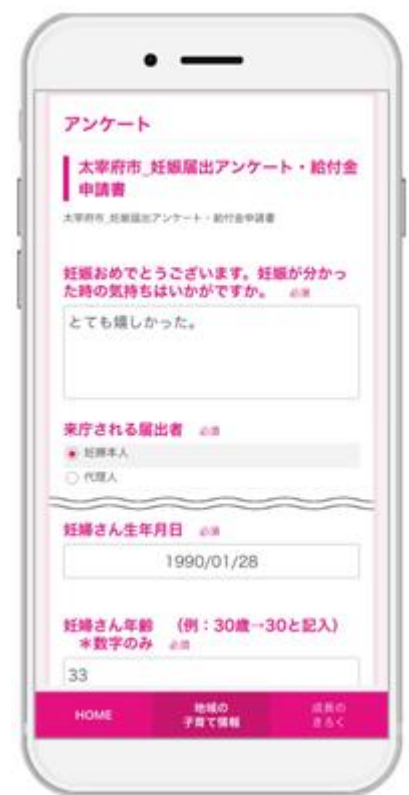 アンケート
太宰府市_妊娠届出アンケート・給付金
申請書
太宰府市_妊娠届出アンケート・給付金申請書
妊娠おめでとうございます。妊娠が分かっ
た時の気持ちはいかがですか。 必須
とても嬉しかった。
来庁される届出者 必須
妊婦本人
代理人
妊婦さん生年月日 必須
1990/01/28
妊婦さん年齢 (例：30歳→30と記入)
＊数字のみ 必須
33
HOME
地域の
子育て情報
成長の
きろく